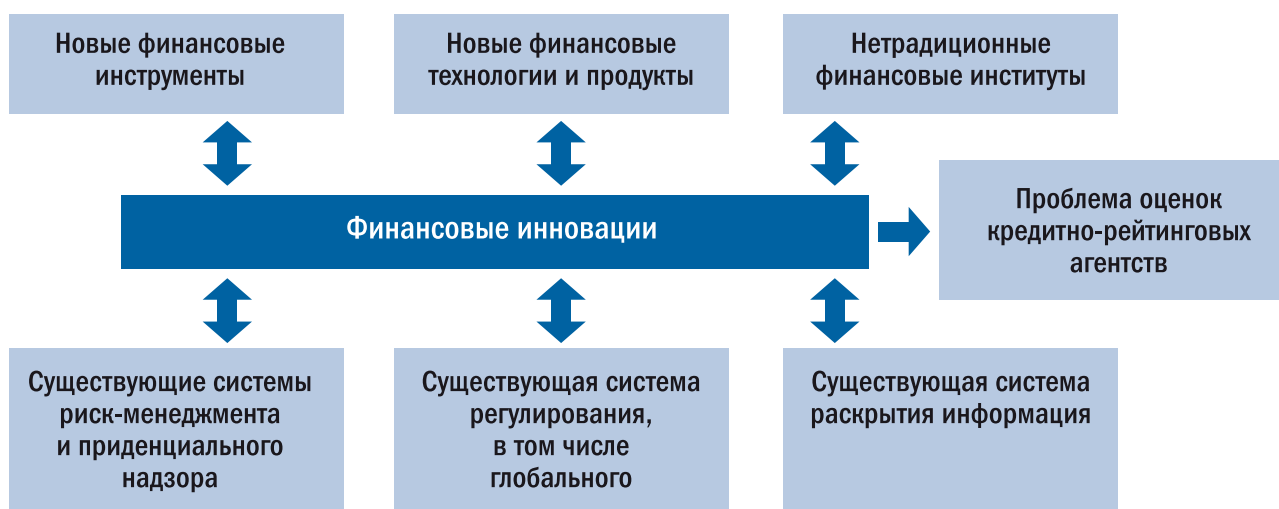 Новые финансовые
инструменты
Новые финансовые
технологии и продукты
Нетрадиционные
финансовые институты
Финансовые инновации
Проблема оценок
кредитно-рейтинговых
агентств
Существующие системы
риск-менеджмента
и приденциального
надзора
Существующая система
регулирования,
в том числе
глобального
Существующая система
раскрытия информация